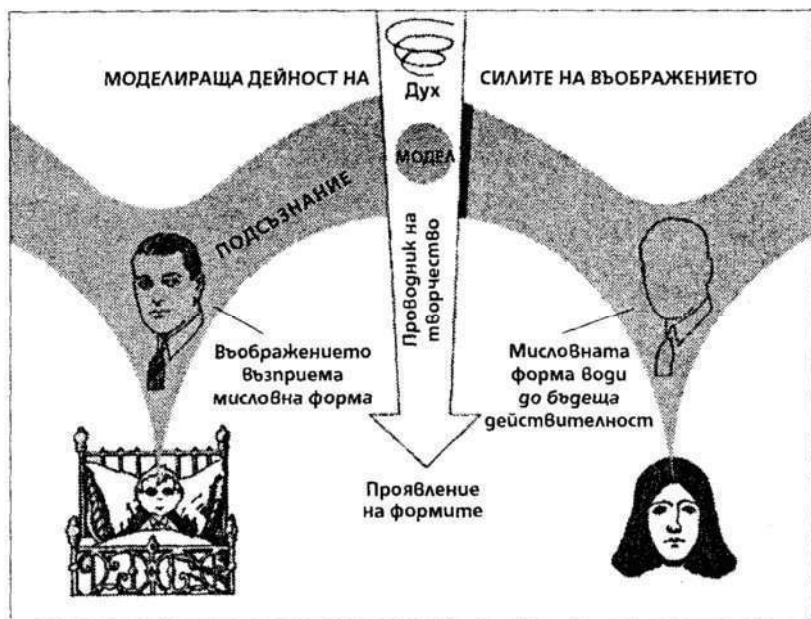 МОДЕЛИРАЩА ДЕЙНОСТ НА
СИЛИТЕ НА ВЪОБРАЖЕНИЕТО
Дух
МОДЕЛ
ПОДСЪЗНАНИЕ
Проводник на
творчество
Въображението
възприема
мисловна форма
Мисловната
форма води
до бъдеща
действителност
Проявление
на формите